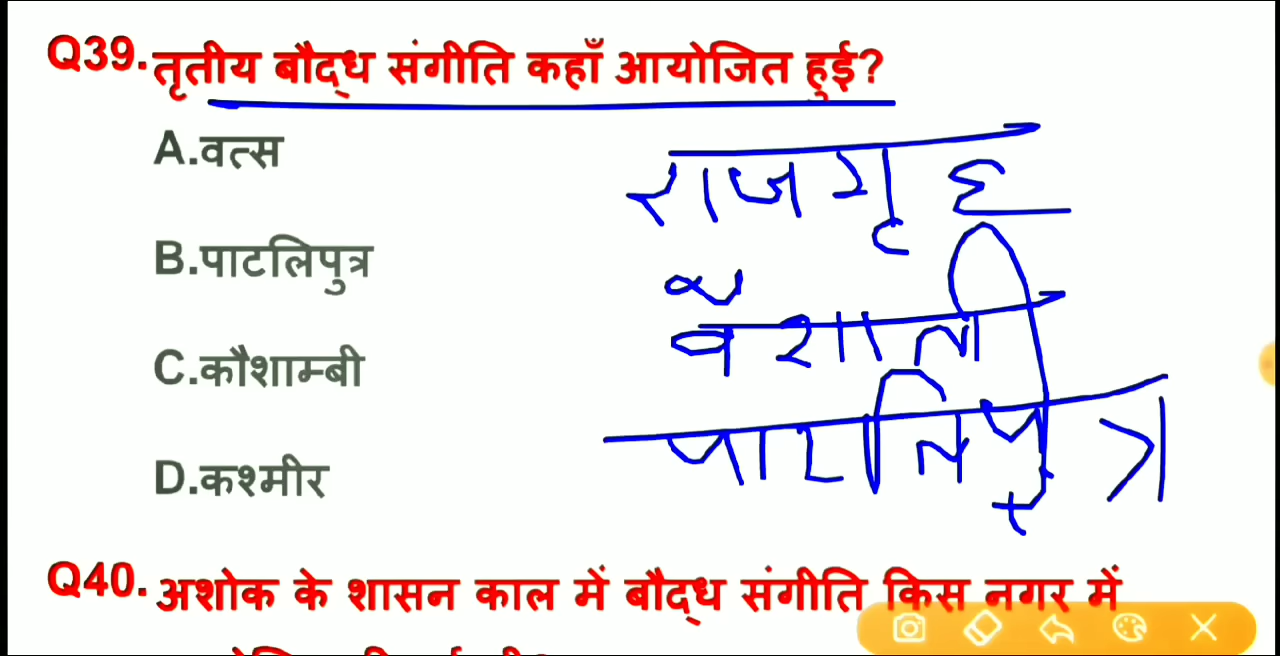 Q39. तृतीय बौद्ध संगीति कहाँ आयोजित हुई?
A.वत्स
B.पाटलिपुत्र
C.कौशाम्बी
D.कश्मीर
राजगृह
वैशाली
पाटलिपुत्र
Q40. अशोक के शासन काल में बौद्ध संगीति किस नगर में